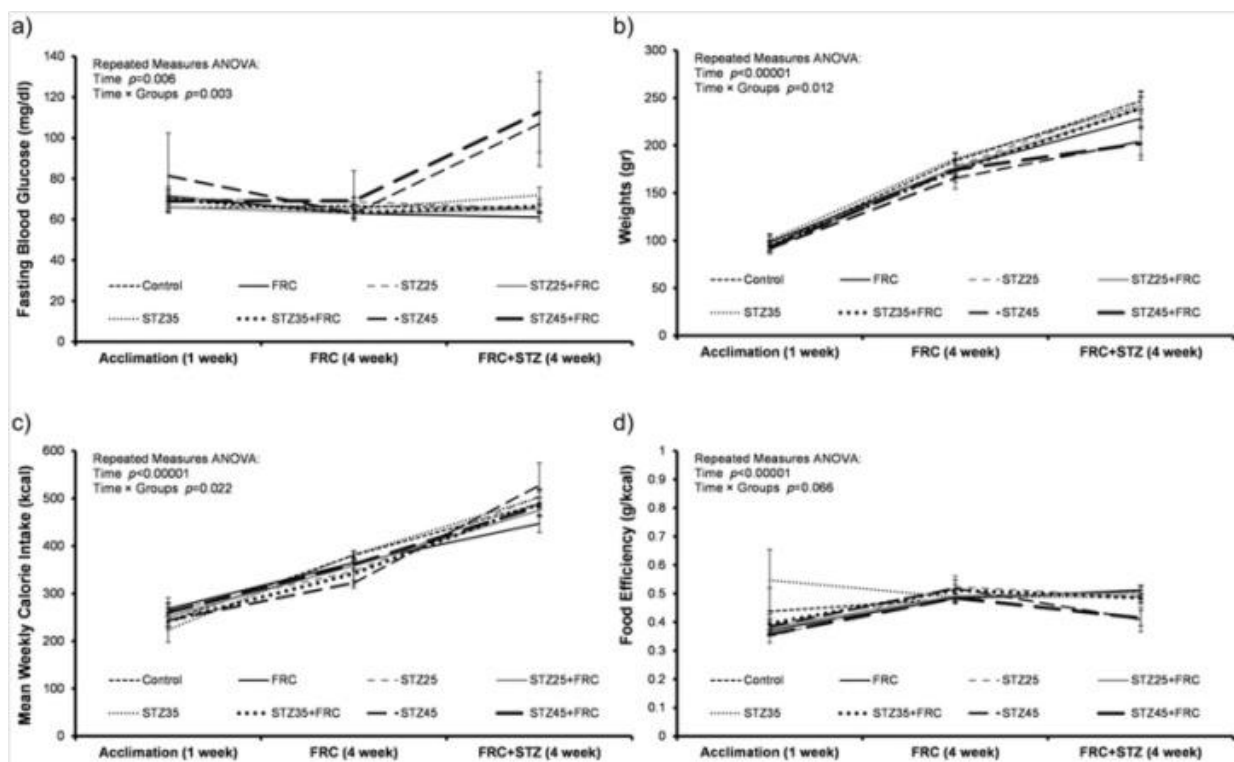 a)
Repeated Measures ANOVA:
Time p=0.006
Time × Groups p=0.003
Fasting Blood Glucose (mg/dl)
140
120
100
80
60
40
20
0
Control
FRC
STZ25
STZ25+FRC
STZ35
STZ35+FRC
STZ45
STZ45+FRC
Acclimation (1 week)
FRC (4 week)
FRC+STZ (4 week)
b)
Repeated Measures ANOVA:
Time p<0.00001
Time × Groups p=0.012
Weights (gr)
300
250
200
150
100
50
0
Control
FRC
STZ25
STZ25+FRC
STZ35
STZ35+FRC
STZ45
STZ45+FRC
Acclimation (1 week)
FRC (4 week)
FRC+STZ (4 week)
c)
Repeated Measures ANOVA:
Time p<0.00001
Time × Groups p=0.022
Mean Weekly Calorie Intake (kcal)
600
500
400
300
200
100
0
Control
FRC
STZ25
STZ25+FRC
STZ35
STZ35+FRC
STZ45
STZ45+FRC
Acclimation (1 week)
FRC (4 week)
FRC+STZ (4 week)
d)
Repeated Measures ANOVA:
Time p<0.00001
Time × Groups p=0.066
Food Efficiency (g/kcal)
1
0.9
0.8
0.7
0.6
0.5
0.4
0.3
0.2
0.1
0
Control
FRC
STZ25
STZ25+FRC
STZ35
STZ35+FRC
STZ45
STZ45+FRC
Acclimation (1 week)
FRC (4 week)
FRC+STZ (4 week)